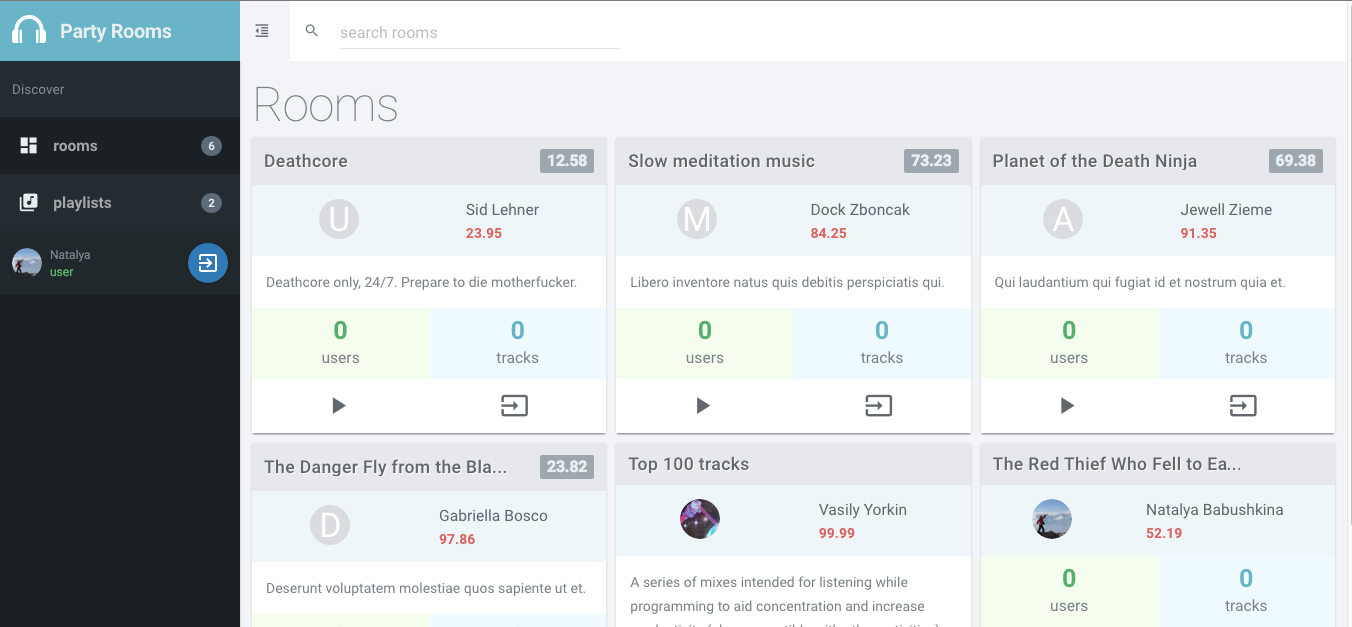 Party Rooms
search rooms
Discover
rooms 6
playlists 2
Natalya
user
Rooms
Deathcore 12.58
U
Sid Lehner
23.95
Deathcore only, 24/7. Prepare to die motherfucker.
0 0
users tracks
Slow meditation music 73.23
M
Dock Zboncak
84.25
Libero inventore natus quis debitis perspiciatis qui.
0 0
users tracks
Planet of the Death Ninja 69.38
A
Jewell Zieme
91.35
Qui laudantium qui fugiat id et nostrum quia et.
0 0
users tracks
The Danger Fly from the Bla... 23.82
D
Gabriella Bosco
97.86
Deserunt voluptatem molestiae quos sapiente ut et.
Top 100 tracks
Vasily Yorkin
99.99
A series of mixes intended for listening while
programming to aid concentration and increase
The Red Thief Who Fell to Ea...
Natalya Babushkina
52.19
0 0
users tracks